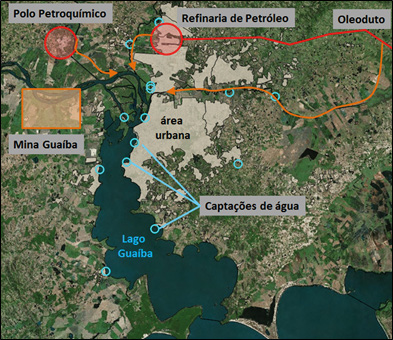 Polo Petroquímico
Refinaria de Petróleo
Oleoduto
Mina Guaíba
área
urbana
Captações de água
Lago
Guaíba